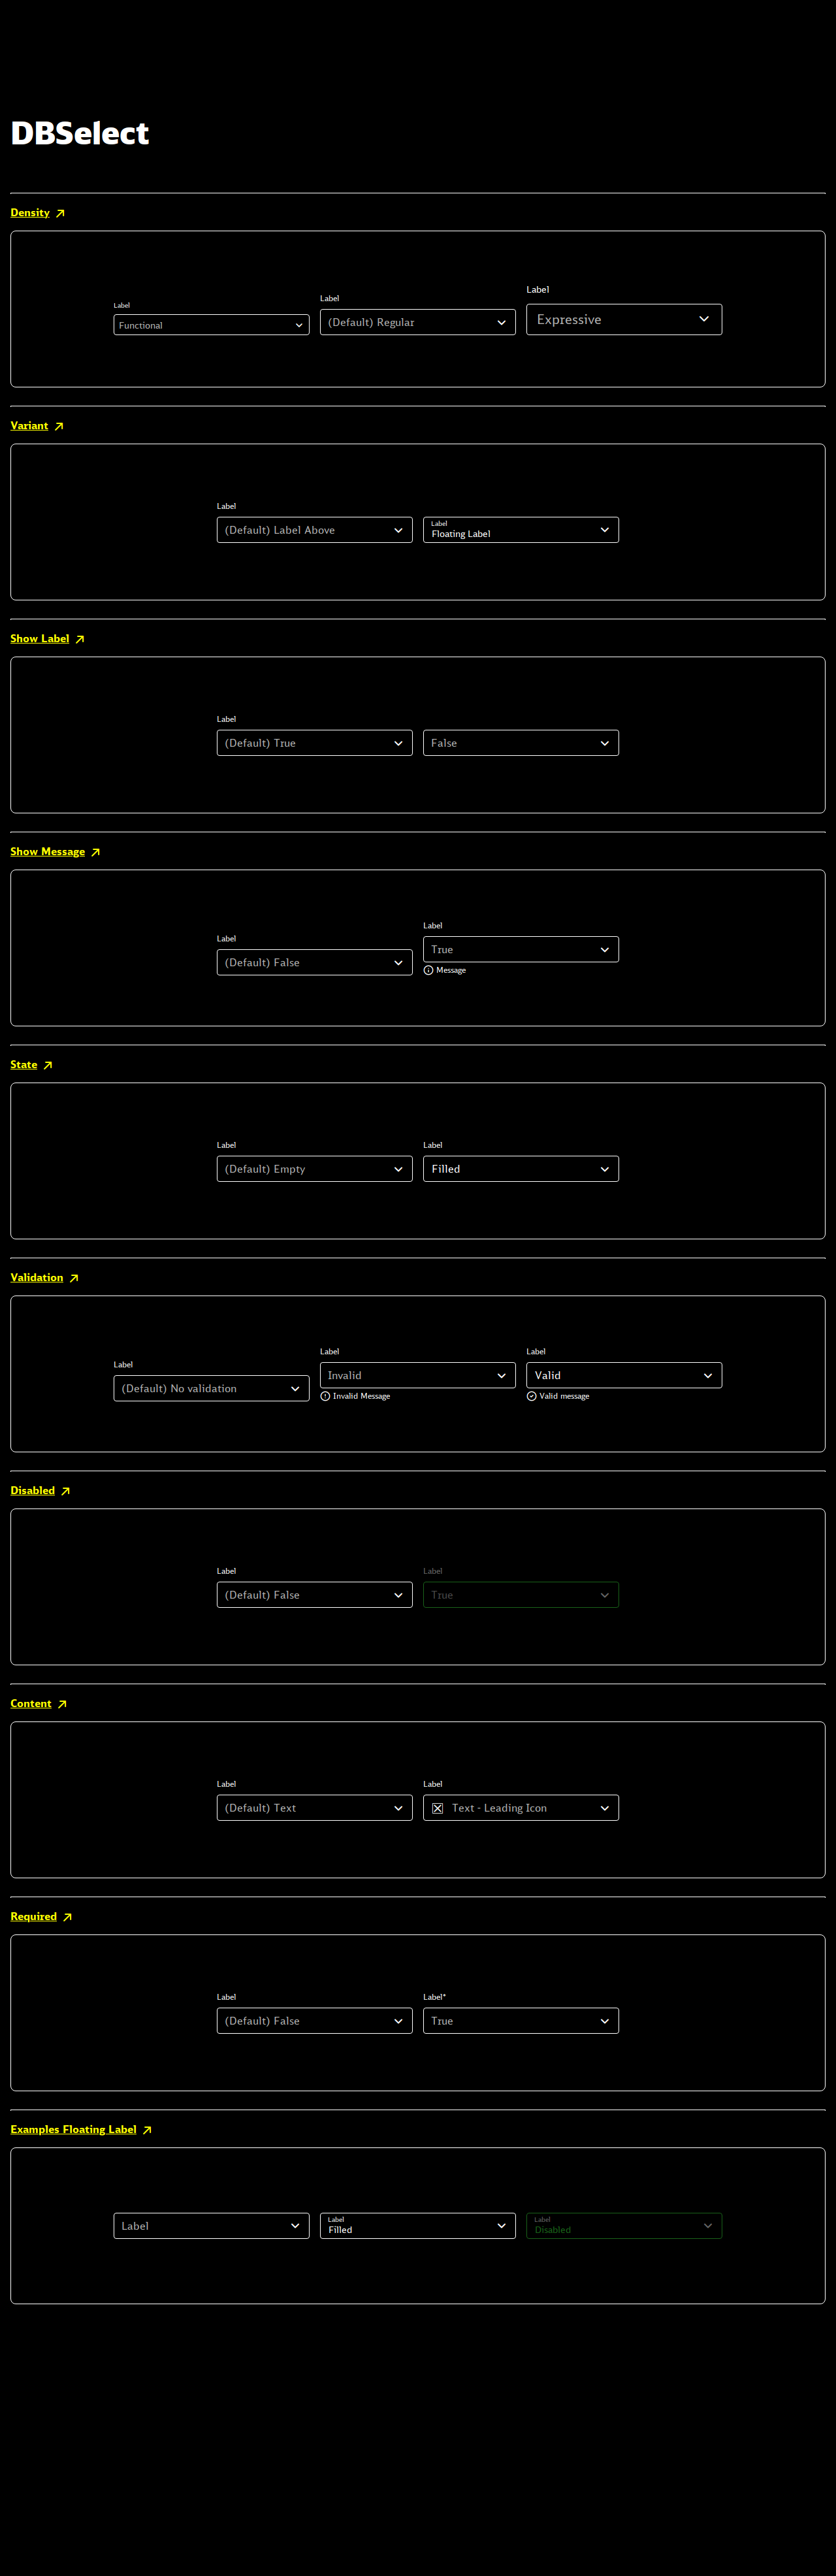 DBSelect
Density
Label
Functional
Label
(Default) Regular
Label
Expressive
Variant
Label
(Default) Label Above
Label
Floating Label
Show Label
Label
(Default) True
False
Show Message
Label
(Default) False
Label
True
Message
State
Label
(Default) Empty
Label
Filled
Validation
Label
(Default) No validation
Label
Invalid
Invalid Message
Label
Valid
Valid message
Disabled
Label
(Default) False
Label
True
Content
Label
(Default) Text
Label
Text - Leading Icon
Required
Label
(Default) False
Label*
True
Examples Floating Label
Label
Label
Filled
Label
Disabled